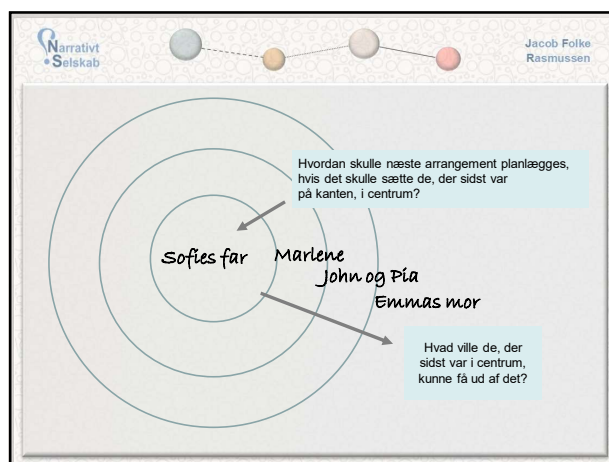 Narrativt
Selskab
Jacob Folke
Rasmussen
Hvordan skulle næste arrangement planlægges,
hvis det skulle sætte de, der sidst var
på kanten, i centrum?
Sofies far
Marlene
John og Pia
Emmas mor
Hvad ville de, der
sidst var i centrum,
kunne få ud af det?